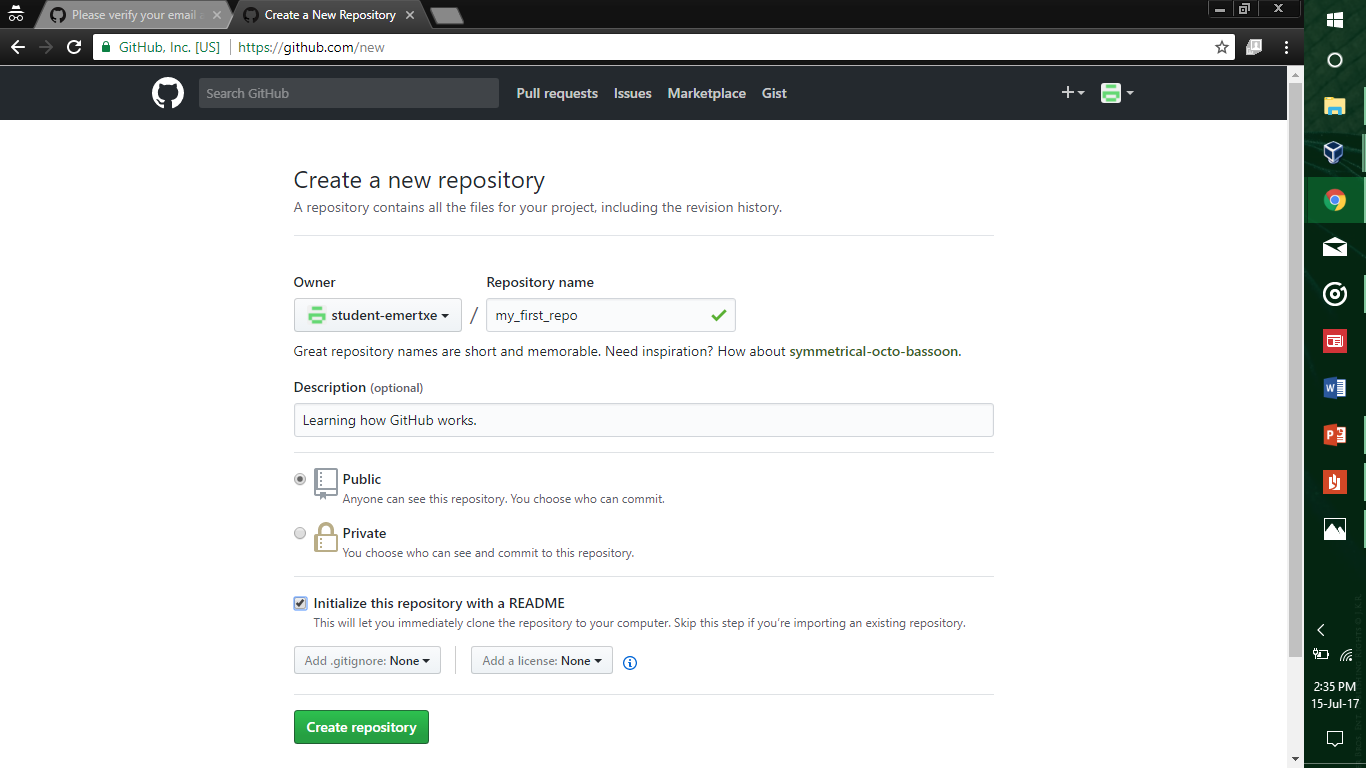 Please verify your email
Create a New Repository
GitHub, Inc. [US]
https://github.com/new
Search GitHub
Pull requests
Issues
Marketplace
Gist
Create a new repository
A repository contains all the files for your project, including the revision history.
Owner
Repository name
student-emertxe
/
my_first_repo
Great repository names are short and memorable. Need inspiration? How about symmetrical-octo-bassoon.
Description (optional)
Learning how GitHub works.
Public
Anyone can see this repository. You choose who can commit.
Private
You choose who can see and commit to this repository.
Initialize this repository with a README
This will let you immediately clone the repository to your computer. Skip this step if you’re importing an existing repository.
Add .gitignore: None
Add a license: None
Create repository
2:35 PM
15-Jul-17